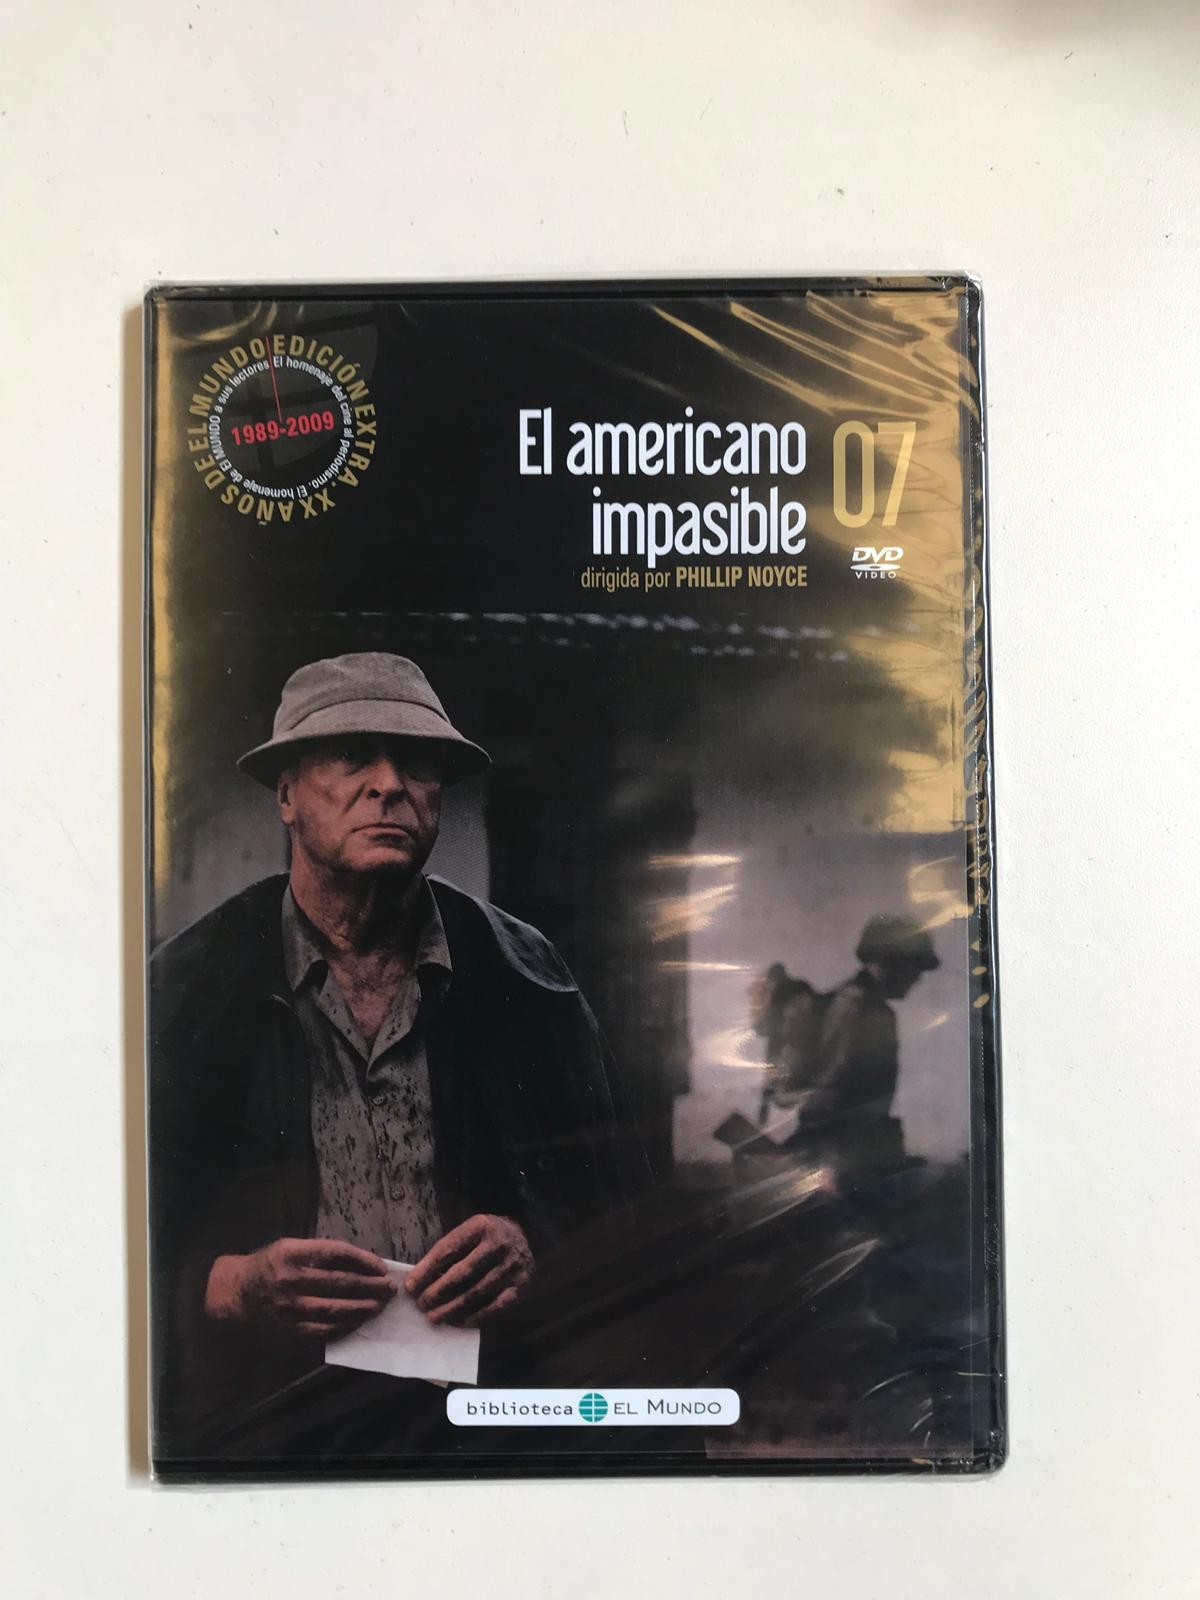 EDICIÓN EXTRA. XX AÑOS DE EL MUNDO
El homenaje del cine al periodismo. El homenaje de El MUNDO a sus lectores
1989-2009
El americano
impasible
07
dirigida por PHILLIP NOYCE
DVD
VIDEO
biblioteca EL MUNDO